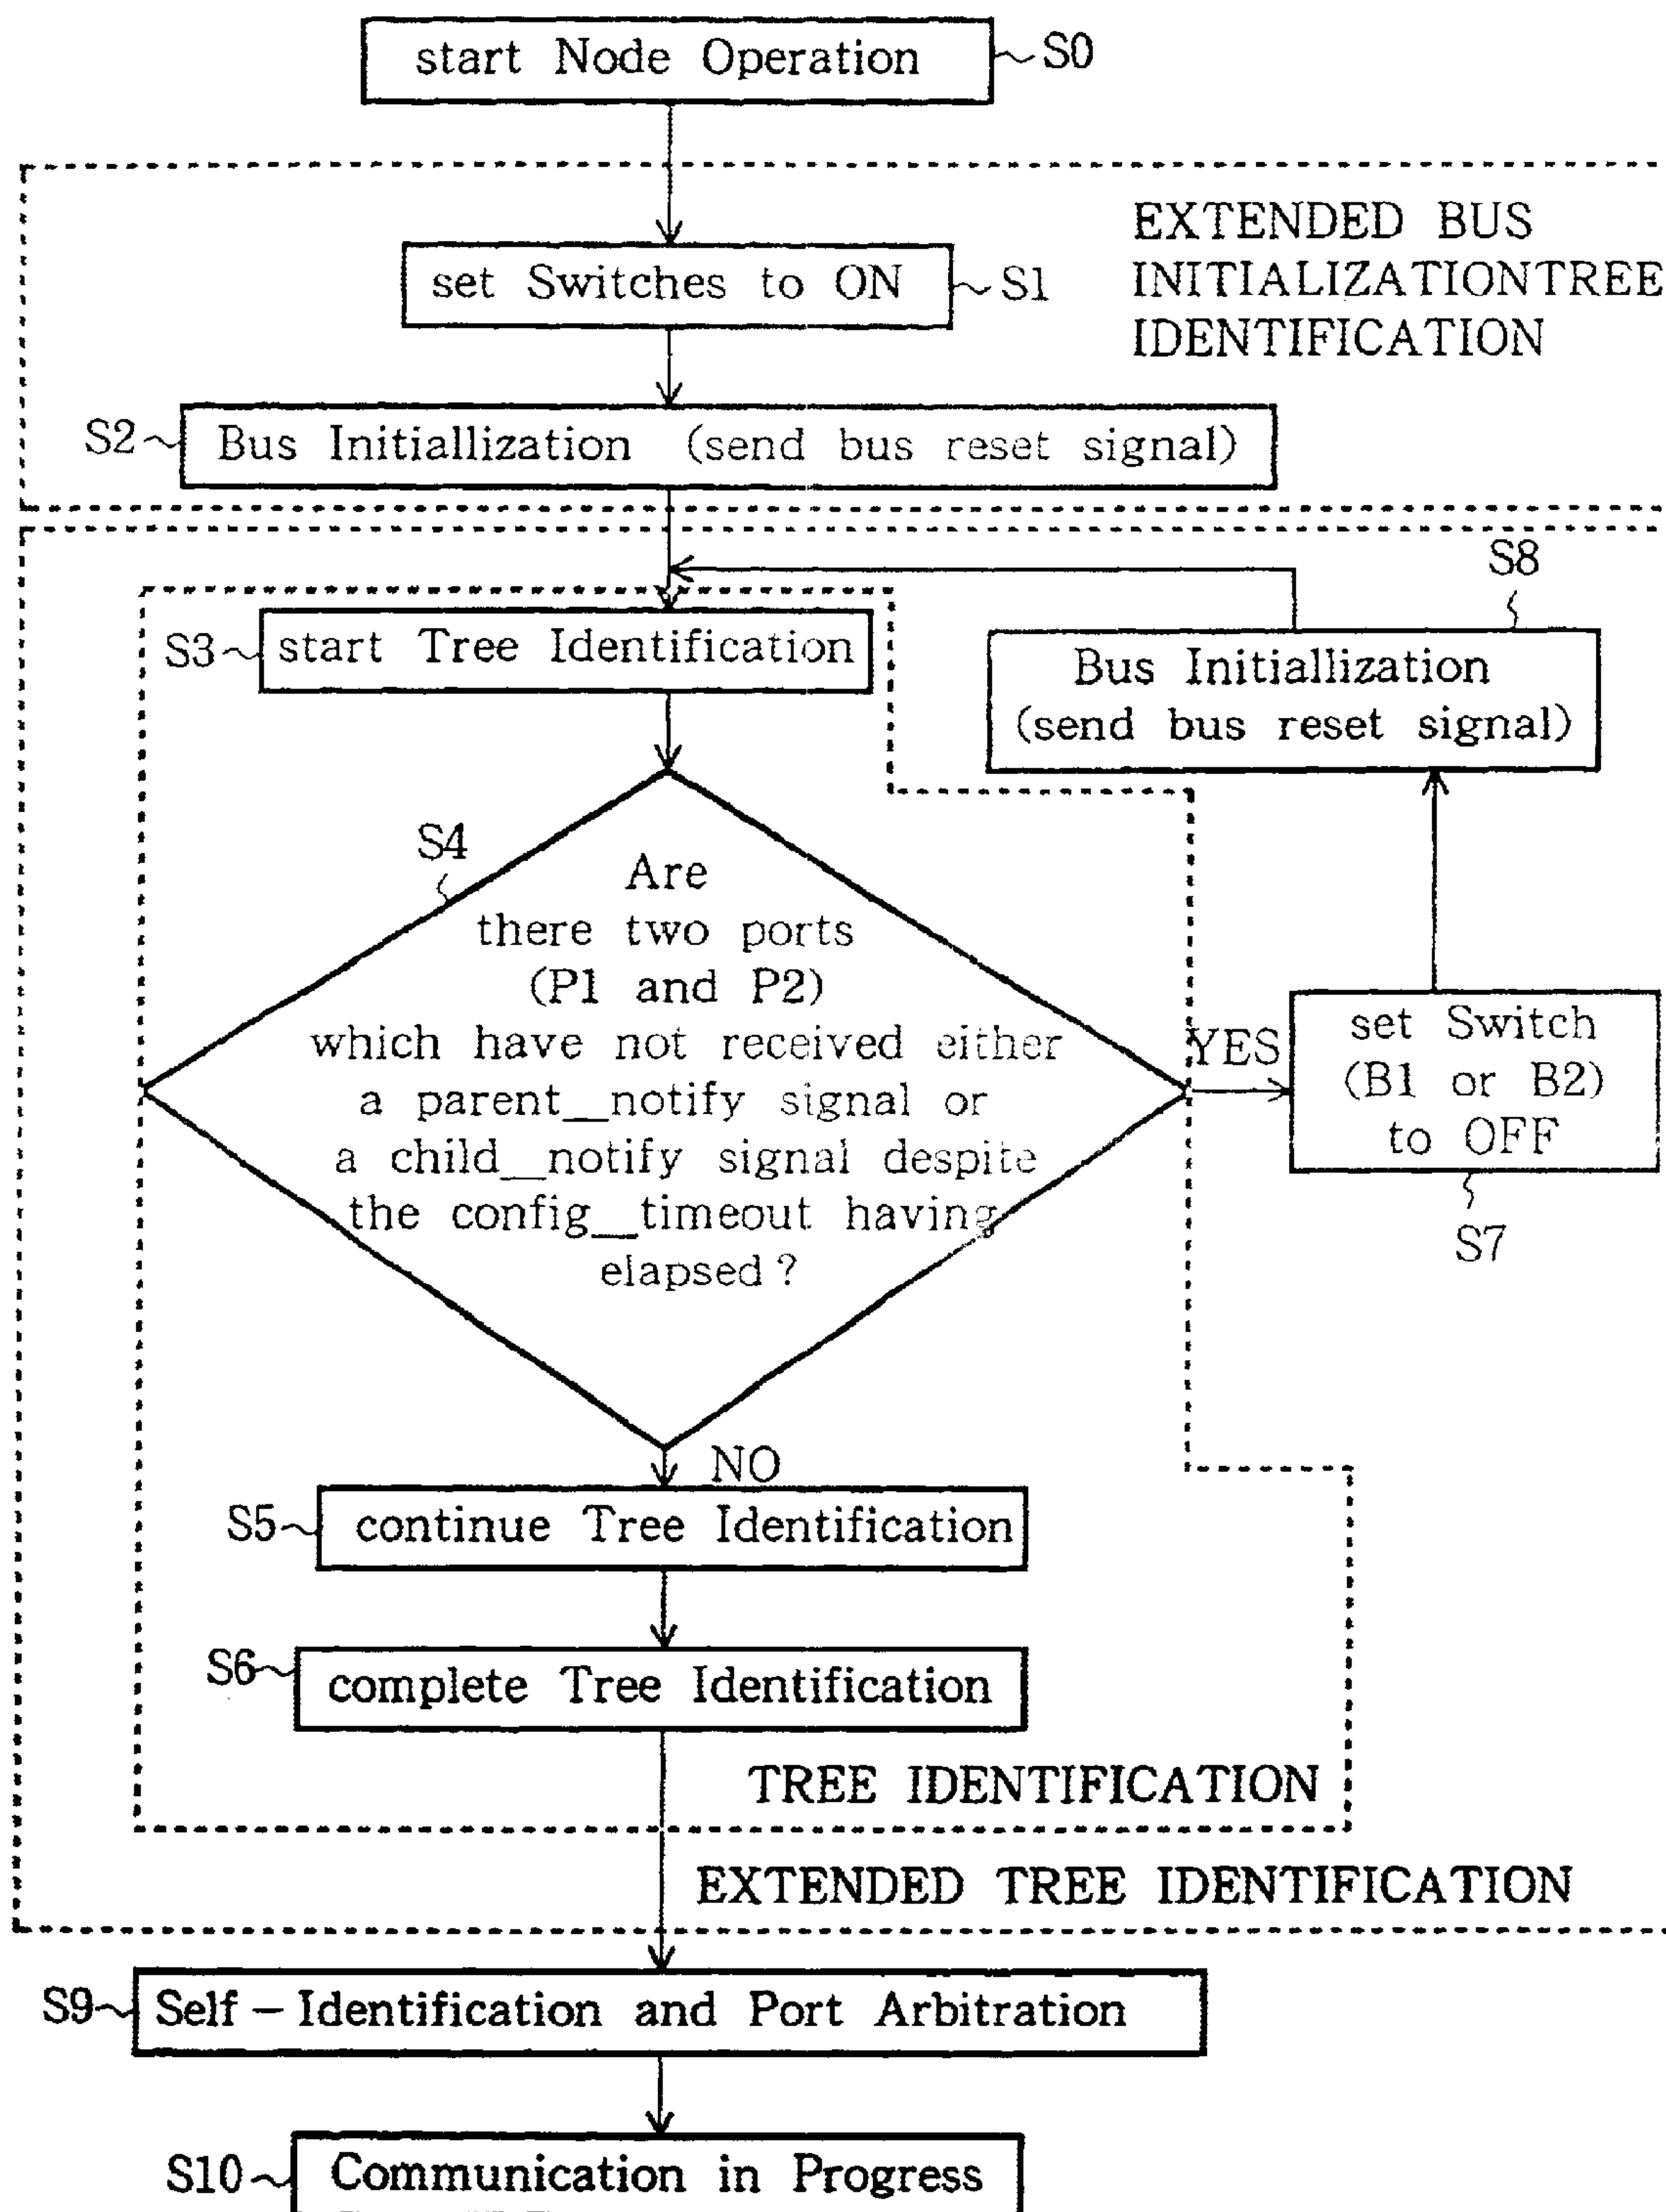 start Node Operation
S0
EXTENDED BUS
INITIALIZATIONTREE
IDENTIFICATION
set Switches to ON
S1
S2
Bus Initiallization (send bus reset signal)
S8
S3
start Tree Identification
Bus Initiallization
(send bus reset signal)
S4
Are
there two ports
(P1 and P2)
which have not received either
a parent_notify signal or
a child_notify signal despite
the config_timeout having
elapsed ?
YES
set Switch
(B1 or B2)
to OFF
S7
NO
S5
continue Tree Identification
S6
complete Tree Identification
TREE IDENTIFICATION
EXTENDED TREE IDENTIFICATION
S9
Self-Identification and Port Arbitration
S10
Communication in Progress